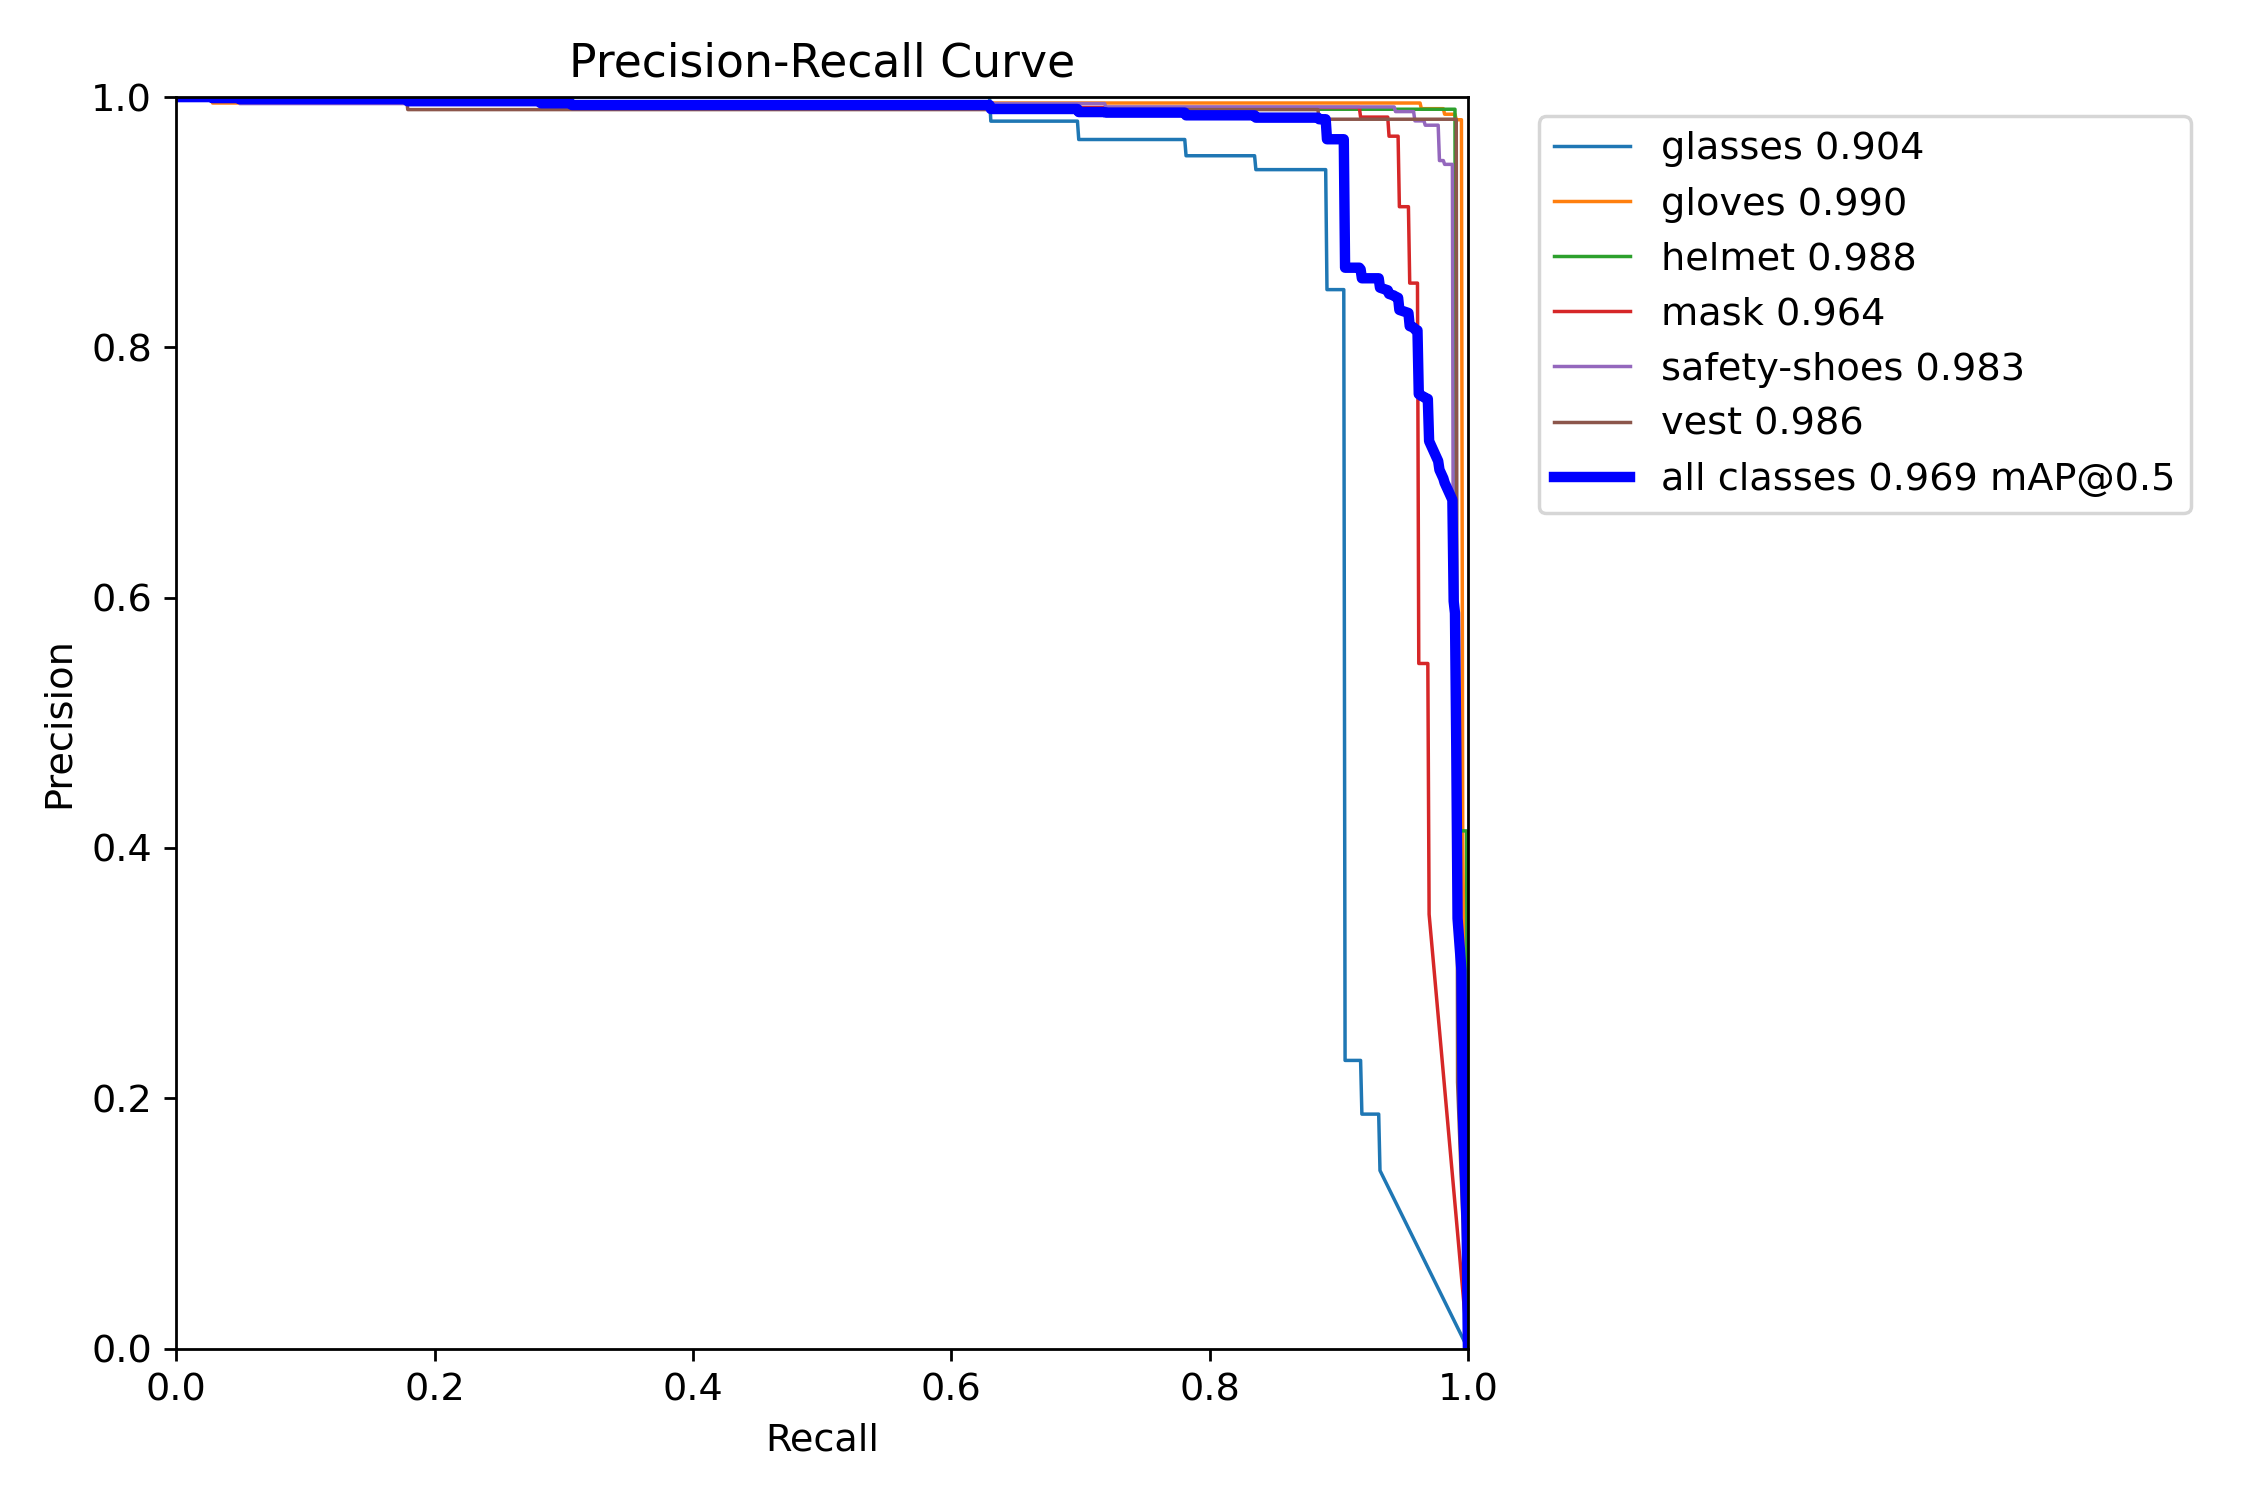 Precision-Recall Curve
1.0
0.8
0.6
0.4
0.2
0.0
Precision
0.0 0.2 0.4 0.6 0.8 1.0
Recall
glasses 0.904
gloves 0.990
helmet 0.988
mask 0.964
safety-shoes 0.983
vest 0.986
all classes 0.969 mAP@0.5